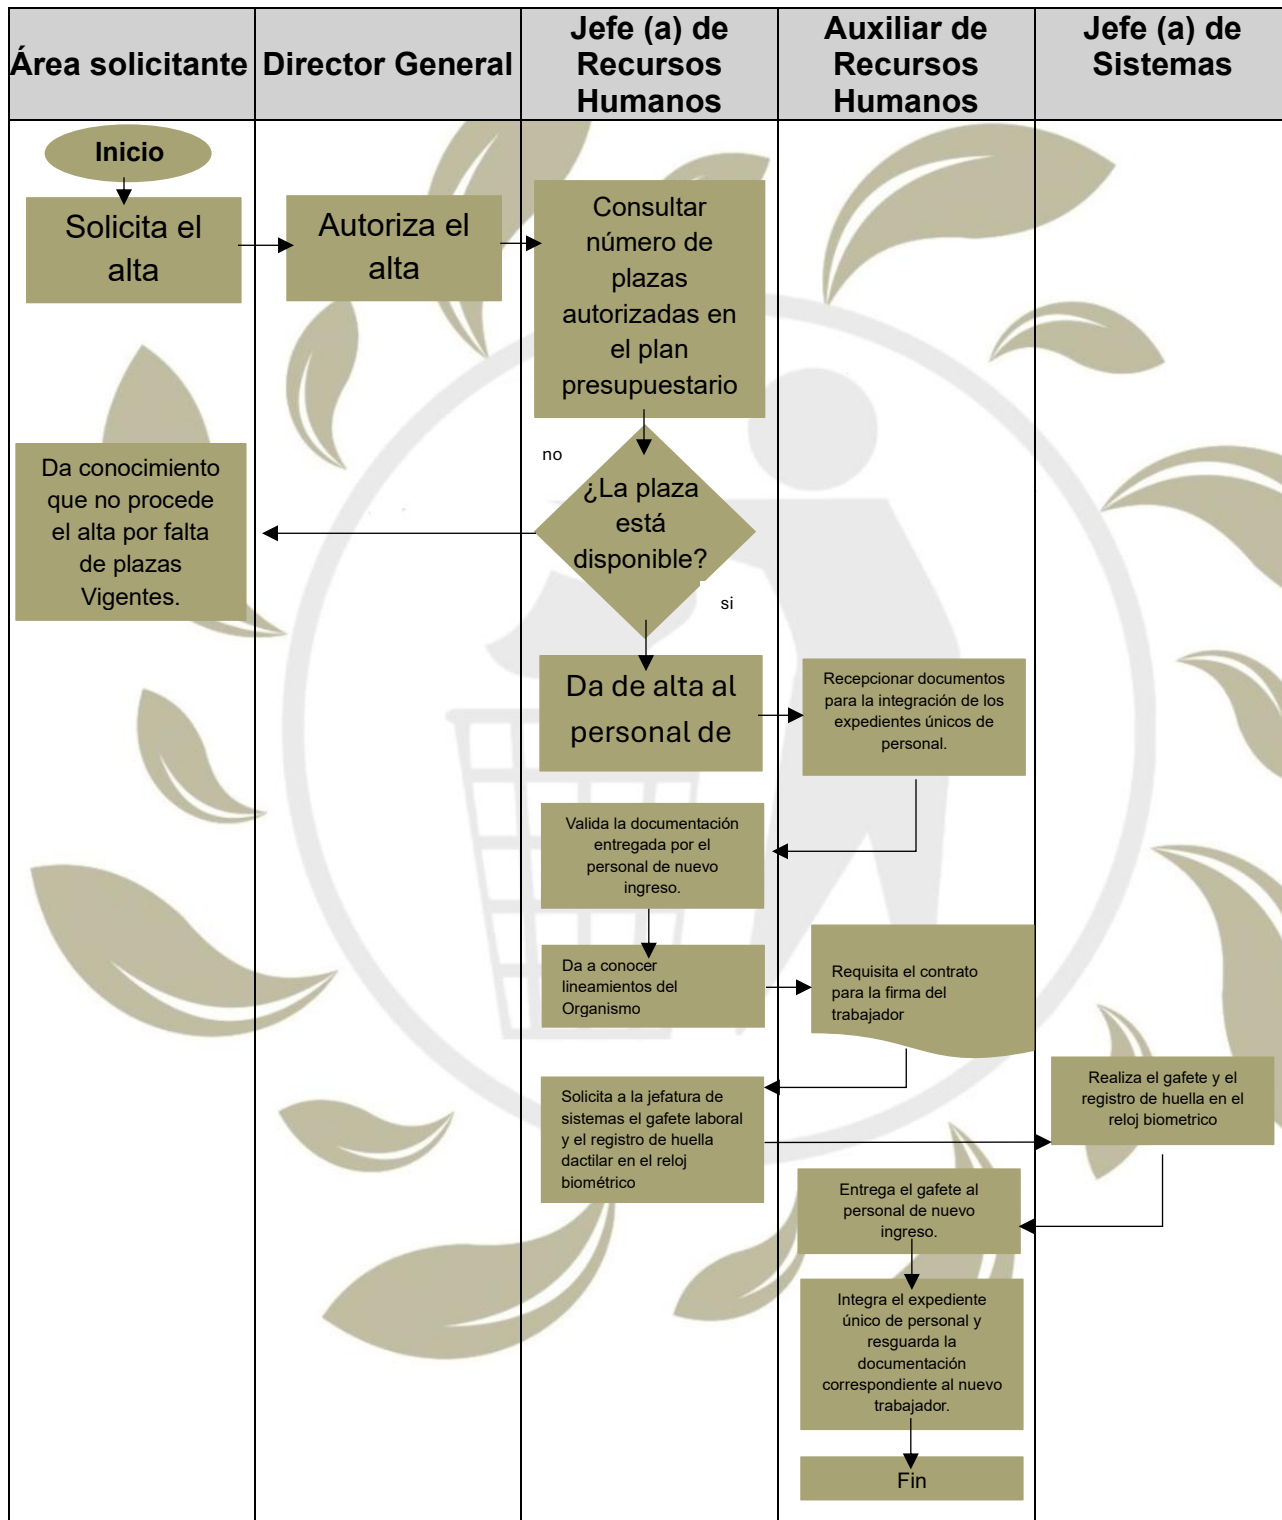 Área solicitante
Director General
Jefe (a) de
Recursos
Humanos
Auxiliar de
Recursos
Humanos
Jefe (a) de
Sistemas
Inicio
Solicita el
alta
Autoriza el
alta
Consultar
número de
plazas
autorizadas en
el plan
presupuestario
no
¿La plaza
está
disponible?
si
Da conocimiento
que no procede
el alta por falta
de plazas
Vigentes.
Da de alta al
personal de
Recepcionar documentos
para la integración de los
expedientes únicos de
personal.
Valida la documentación
entregada por el
personal de nuevo
ingreso.
Da a conocer
lineamientos del
Organismo
Requisita el contrato
para la firma del
trabajador
Solicita a la jefatura de
sistemas el gafete laboral
y el registro de huella
dactilar en el reloj
biométrico
Realiza el gafete y el
registro de huella en el
reloj biometrico
Entrega el gafete al
personal de nuevo
ingreso.
Integra el expediente
único de personal y
resguarda la
documentación
correspondiente al nuevo
trabajador.
Fin